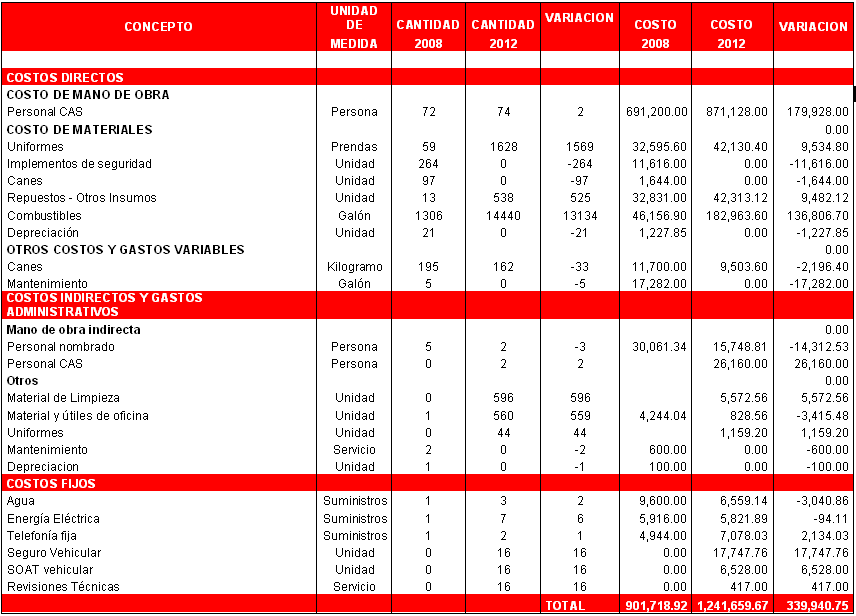 CONCEPTO UNIDAD DE MEDIDA CANTIDAD 2008 CANTIDAD 2012 VARIACION COSTO 2008 COSTO 2012 VARIACION
COSTOS DIRECTOS
COSTO DE MANO DE OBRA
Personal CAS Persona 72 74 2 691,200.00 871,128.00 179,928.00
COSTO DE MATERIALES 0.00
Uniformes Prendas 59 1628 1569 32,595.60 42,130.40 9,534.80
Implementos de seguridad Unidad 264 0 -264 11,616.00 0.00 -11,616.00
Canes Unidad 97 0 -97 1,644.00 0.00 -1,644.00
Repuestos - Otros Insumos Unidad 13 538 525 32,831.00 42,313.12 9,482.12
Combustibles Galón 1306 14440 13134 46,156.90 182,963.60 136,806.70
Depreciación Unidad 21 0 -21 1,227.85 0.00 -1,227.85
OTROS COSTOS Y GASTOS VARIABLES 0.00
Canes Kilogramo 195 162 -33 11,700.00 9,503.60 -2,196.40
Mantenimiento Galón 5 0 -5 17,282.00 0.00 -17,282.00
COSTOS INDIRECTOS Y GASTOS
ADMINISTRATIVOS
Mano de obra indirecta 0.00
Personal nombrado Persona 5 2 -3 30,061.34 15,748.81 -14,312.53
Personal CAS Persona 0 2 2 26,160.00 26,160.00
Otros 0.00
Material de Limpieza Unidad 0 596 596 5,572.56 5,572.56
Material y útiles de oficina Unidad 1 560 559 4,244.04 828.56 -3,415.48
Uniformes Unidad 0 44 44 1,159.20 1,159.20
Mantenimiento Servicio 2 0 -2 600.00 0.00 -600.00
Depreciacion Unidad 1 0 -1 100.00 0.00 -100.00
COSTOS FIJOS
Agua Suministros 1 3 2 9,600.00 6,559.14 -3,040.86
Energía Eléctrica Suministros 1 7 6 5,916.00 5,821.89 -94.11
Telefonía fija Suministros 1 2 1 4,944.00 7,078.03 2,134.03
Seguro Vehicular Unidad 0 16 16 0.00 17,747.76 17,747.76
SOAT vehicular Unidad 0 16 16 0.00 6,528.00 6,528.00
Revisiones Técnicas Servicio 0 16 16 0.00 417.00 417.00
TOTAL 901,718.92 1,241,659.67 339,940.75